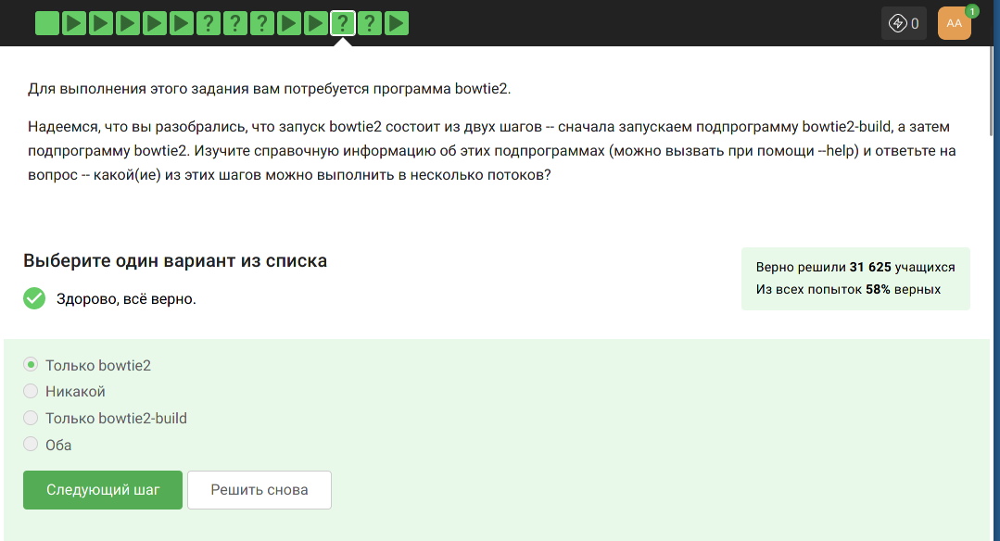 ? ? ? ? ?
0
AA
1
Для выполнения этого задания вам потребуется программа bowtie2.
Надеемся, что вы разобрались, что запуск bowtie2 состоит из двух шагов -- сначала запускаем подпрограмму bowtie2-build, а затем
подпрограмму bowtie2. Изучите справочную информацию об этих подпрограммах (можно вызвать при помощи --help) и ответьте на
вопрос -- какой(ие) из этих шагов можно выполнить в несколько потоков?
Выберите один вариант из списка
Верно решили 31 625 учащихся
Из всех попыток 58% верных
Здорово, всё верно.
Только bowtie2
Никакой
Только bowtie2-build
Оба
Следующий шаг
Решить снова